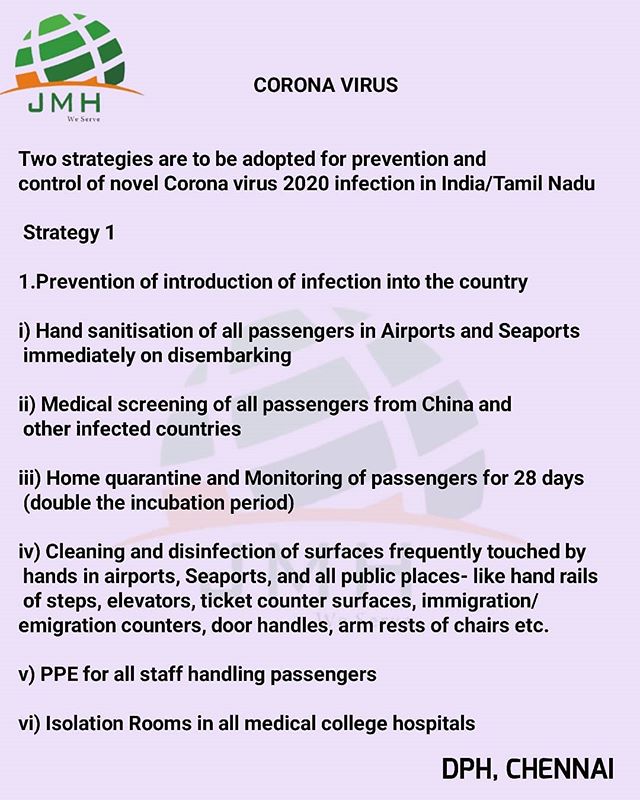 JMH
We Serve
CORONA VIRUS
Two strategies are to be adopted for prevention and
control of novel Corona virus 2020 infection in India/Tamil Nadu
Strategy 1
1.Prevention of introduction of infection into the country
i) Hand sanitisation of all passengers in Airports and Seaports
immediately on disembarking
ii) Medical screening of all passengers from China and
other infected countries
iii) Home quarantine and Monitoring of passengers for 28 days
(double the incubation period)
iv) Cleaning and disinfection of surfaces frequently touched by
hands in airports, Seaports, and all public places- like hand rails
of steps, elevators, ticket counter surfaces, immigration/
emigration counters, door handles, arm rests of chairs etc.
JMH
We Serve
v) PPE for all staff handling passengers
vi) Isolation Rooms in all medical college hospitals
DPH, CHENNAI